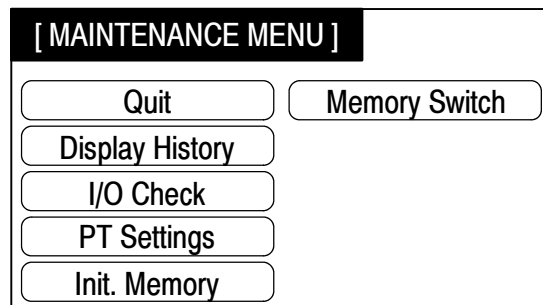 [ MAINTENANCE MENU ]
Quit
Memory Switch
Display History
I/O Check
PT Settings
Init. Memory